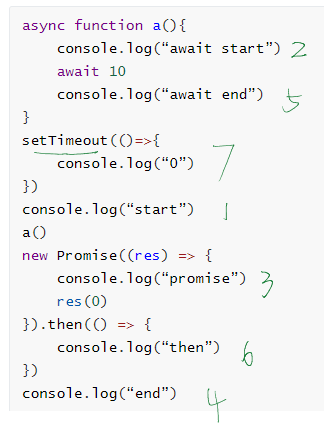 async function a(){
console.log(“await start”) 2
await 10
console.log(“await end”) 5
}
setTimeout(()=>{
console.log(“0”) 7
})
console.log(“start”) 1
a()
new Promise((res) => {
console.log(“promise”) 3
res(0)
}).then(() => {
console.log(“then”) 6
})
console.log(“end”) 4